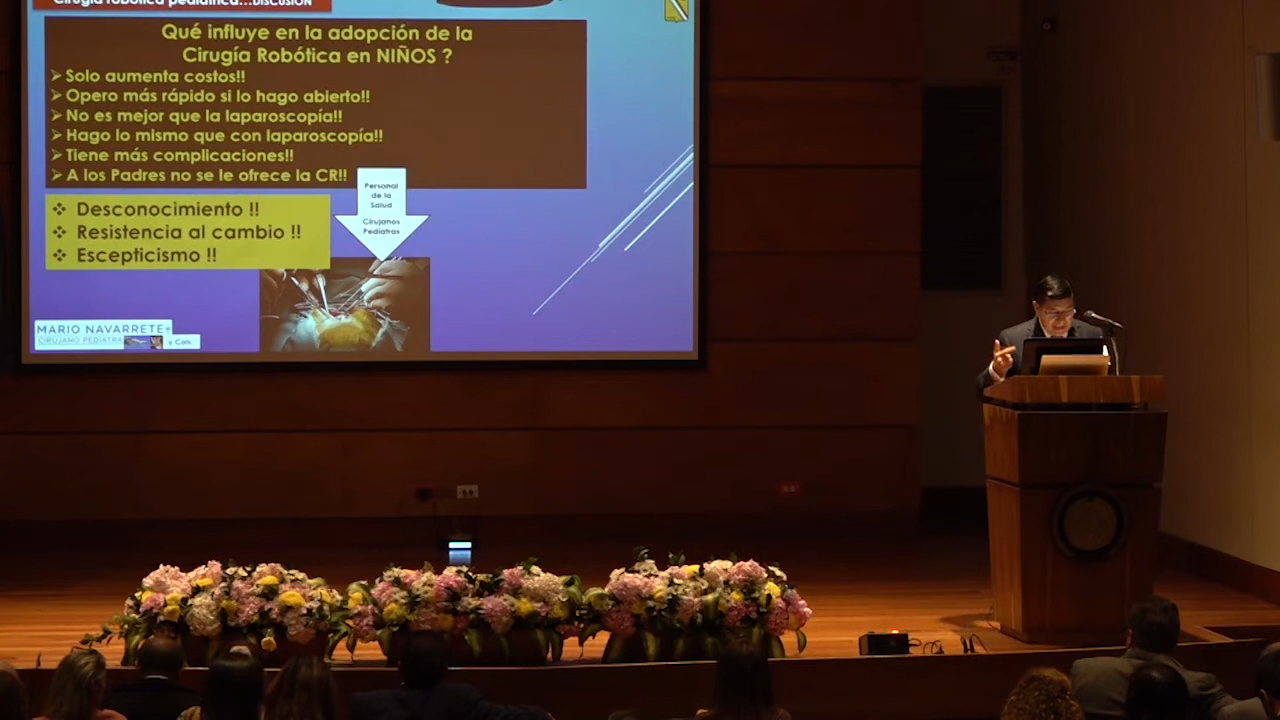 Cirugía robótica pediátrica...DISCUSIÓN
Qué influye en la adopción de la
Cirugía Robótica en NIÑOS ?
Solo aumenta costos!!
Opero más rápido si lo hago abierto!!
No es mejor que la laparoscopía!!
Hago lo mismo que con laparoscopía!!
Tiene más complicaciones!!
A los Padres no se le ofrece la CR!!
Personal
de la
Salud
Cirujanos
Pediatras
Desconocimiento !!
Resistencia al cambio !!
Escepticismo !!
MARIO NAVARRETE
CIRUJANO PEDIATRA
y Cols.